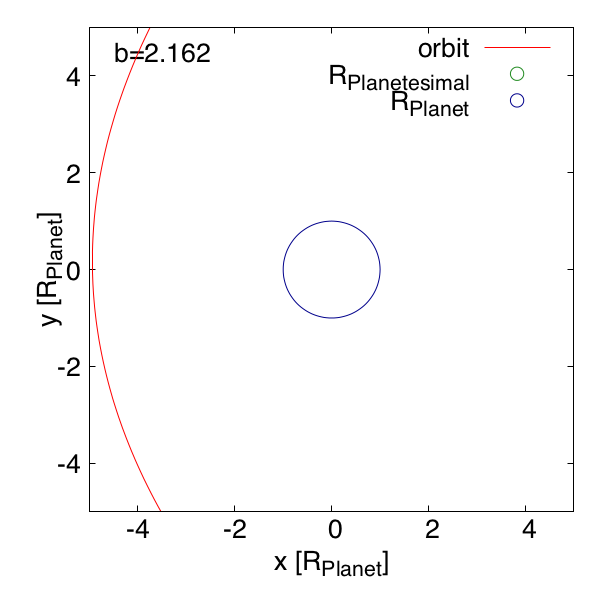 b=2.162
orbit
R_Planetesimal
R_Planet
4
2
0
-2
-4
y [R_Planet]
-4 -2 0 2 4
x [R_Planet]